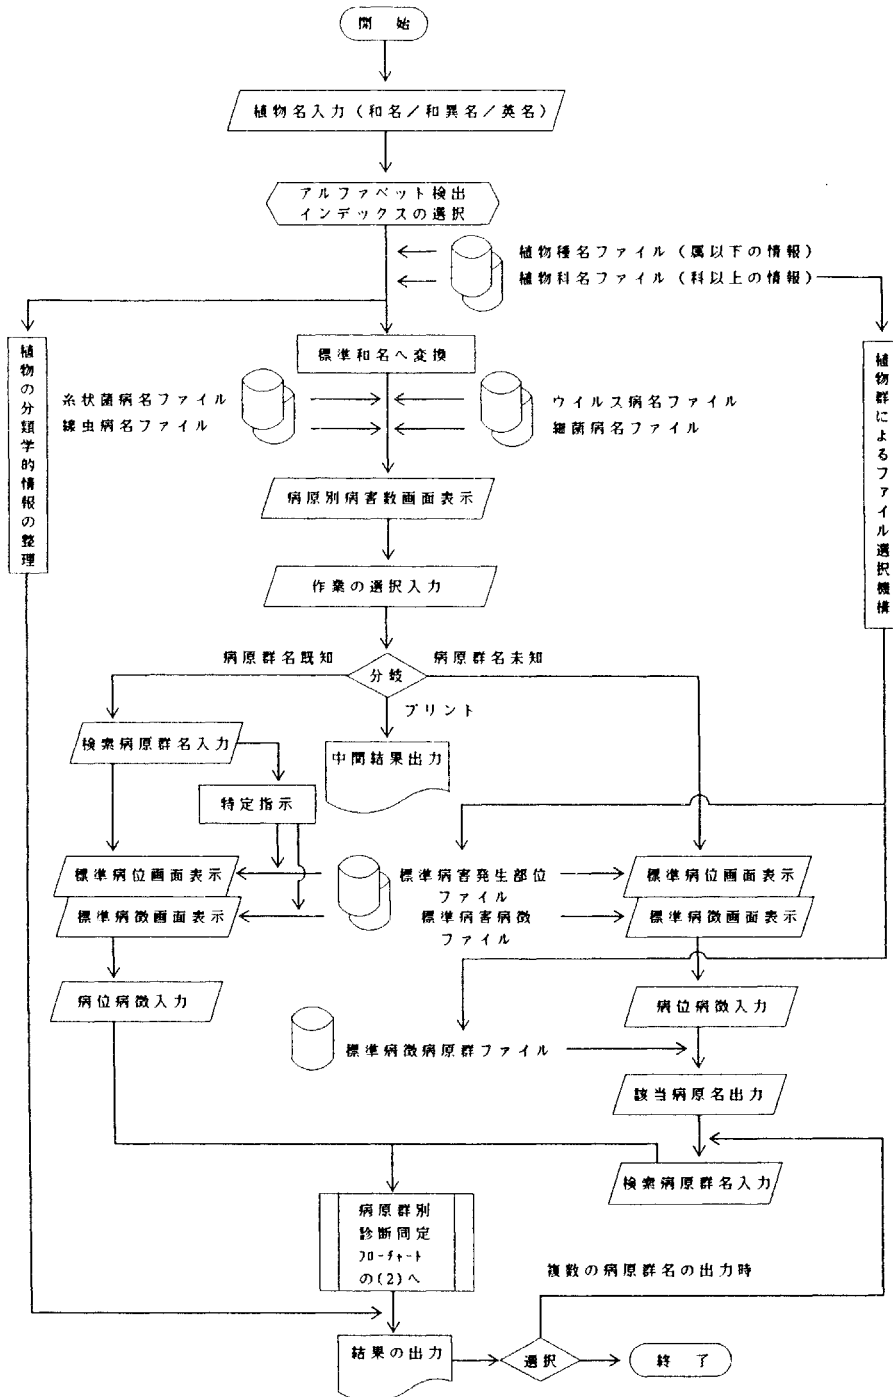 開始
植物名入力（和名／和異名／英名）
アルファベット検出
インデックスの選択
植物種名ファイル（属以下の情報）
植物科名ファイル（科以上の情報）
標準和名へ変換
植物の分類学的情報の整理
植物群によるファイル選択機構
糸状菌病名ファイル
線虫病名ファイル
ウイルス病名ファイル
細菌病名ファイル
病原別病害数画面表示
作業の選択入力
病原群名既知
分岐
病原群名未知
プリント
検索病原群名入力
中間結果出力
特定指示
標準病位画面表示
標準病徴画面表示
標準病害発生部位
ファイル
標準病害病徴
ファイル
標準病位画面表示
標準病徴画面表示
病位病徴入力
病位病徴入力
標準病徴病原群ファイル
該当病原名出力
検索病原群名入力
病原群別
診断同定
フローチャート
の(2)へ
複数の病原群名の出力時
結果の出力
選択
終了